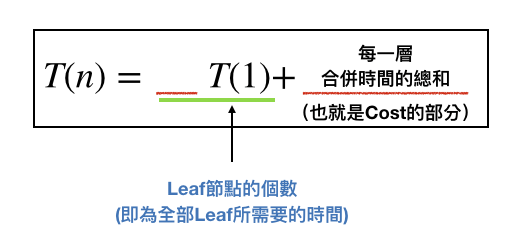 每一層
T(n) = __ T(1)+ 合併時間的總和
(也就是Cost的部分)
Leaf節點的個數
(即為全部Leaf所需要的時間)